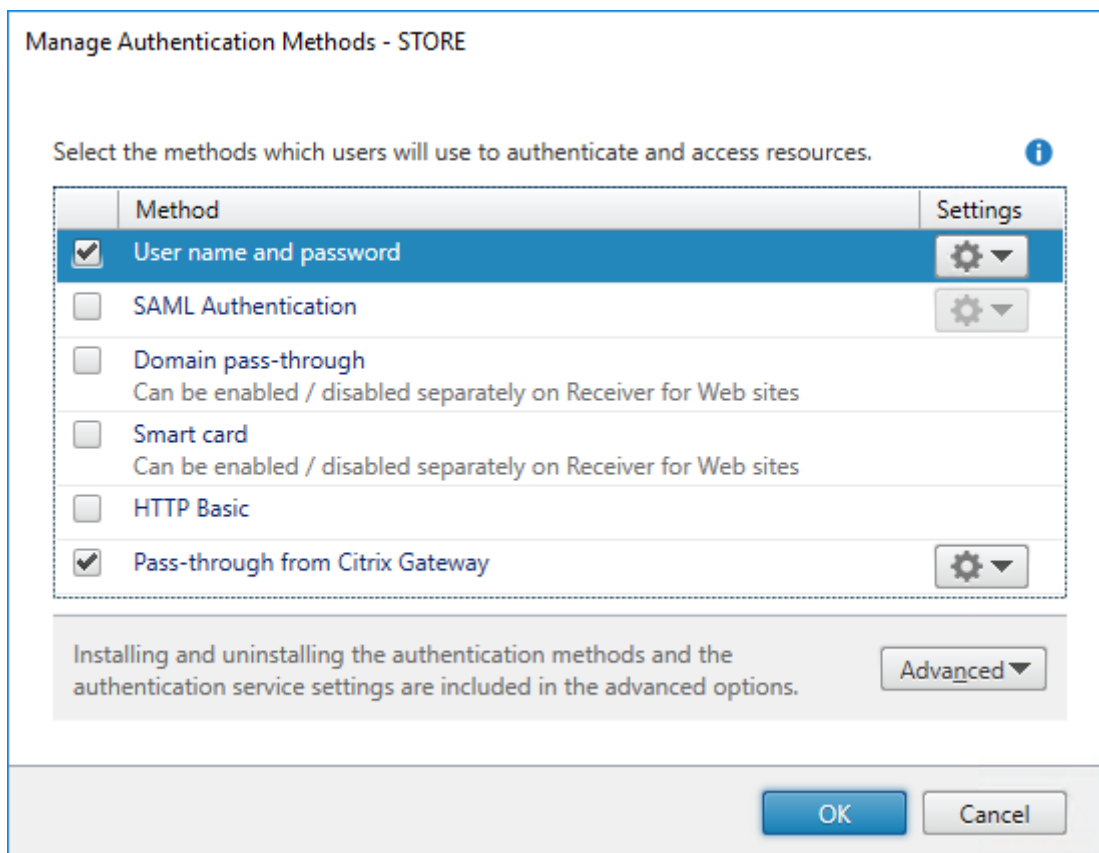 Manage Authentication Methods - STORE
Select the methods which users will use to authenticate and access resources.
Method Settings
User name and password
SAML Authentication
Domain pass-through
Can be enabled / disabled separately on Receiver for Web sites
Smart card
Can be enabled / disabled separately on Receiver for Web sites
HTTP Basic
Pass-through from Citrix Gateway
Installing and uninstalling the authentication methods and the
authentication service settings are included in the advanced options.
Advanced
OK Cancel